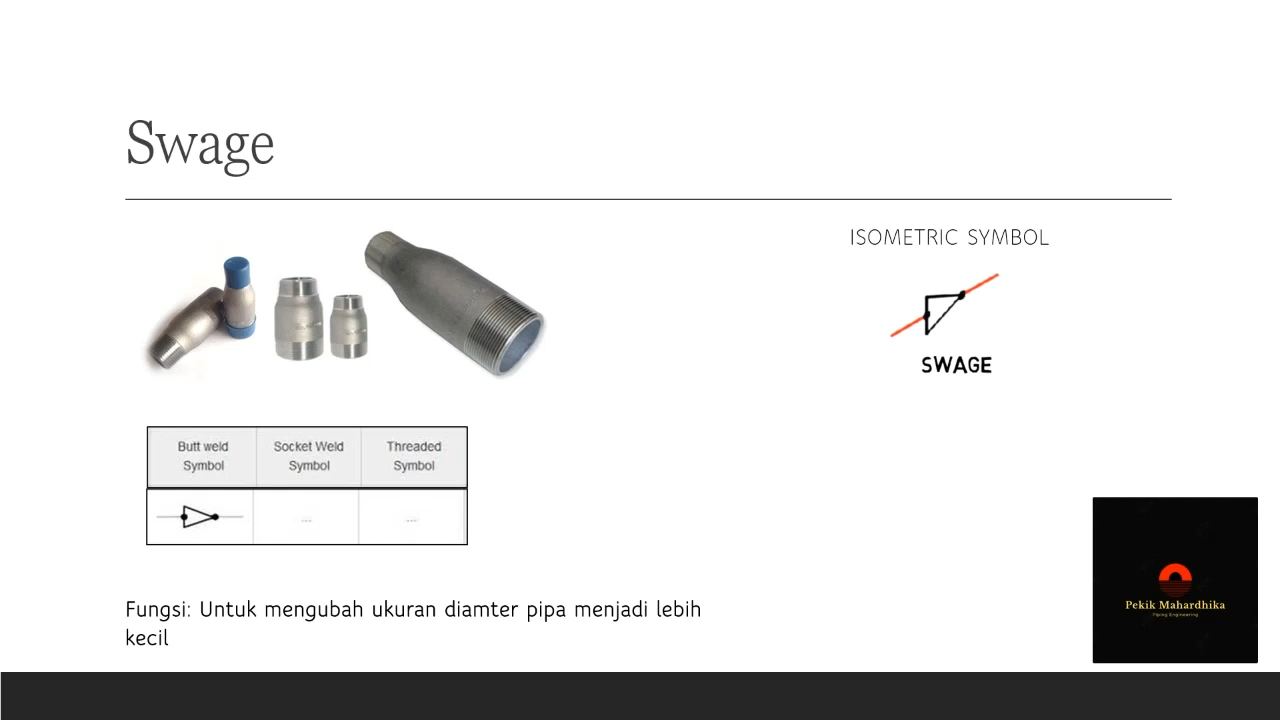 Swage
ISOMETRIC SYMBOL
SWAGE
Butt weld Symbol
Socket Weld Symbol
Threaded Symbol
...
...
Fungsi: Untuk mengubah ukuran diamter pipa menjadi lebih
kecil
Pekik Mahardhika
Piping Engineering